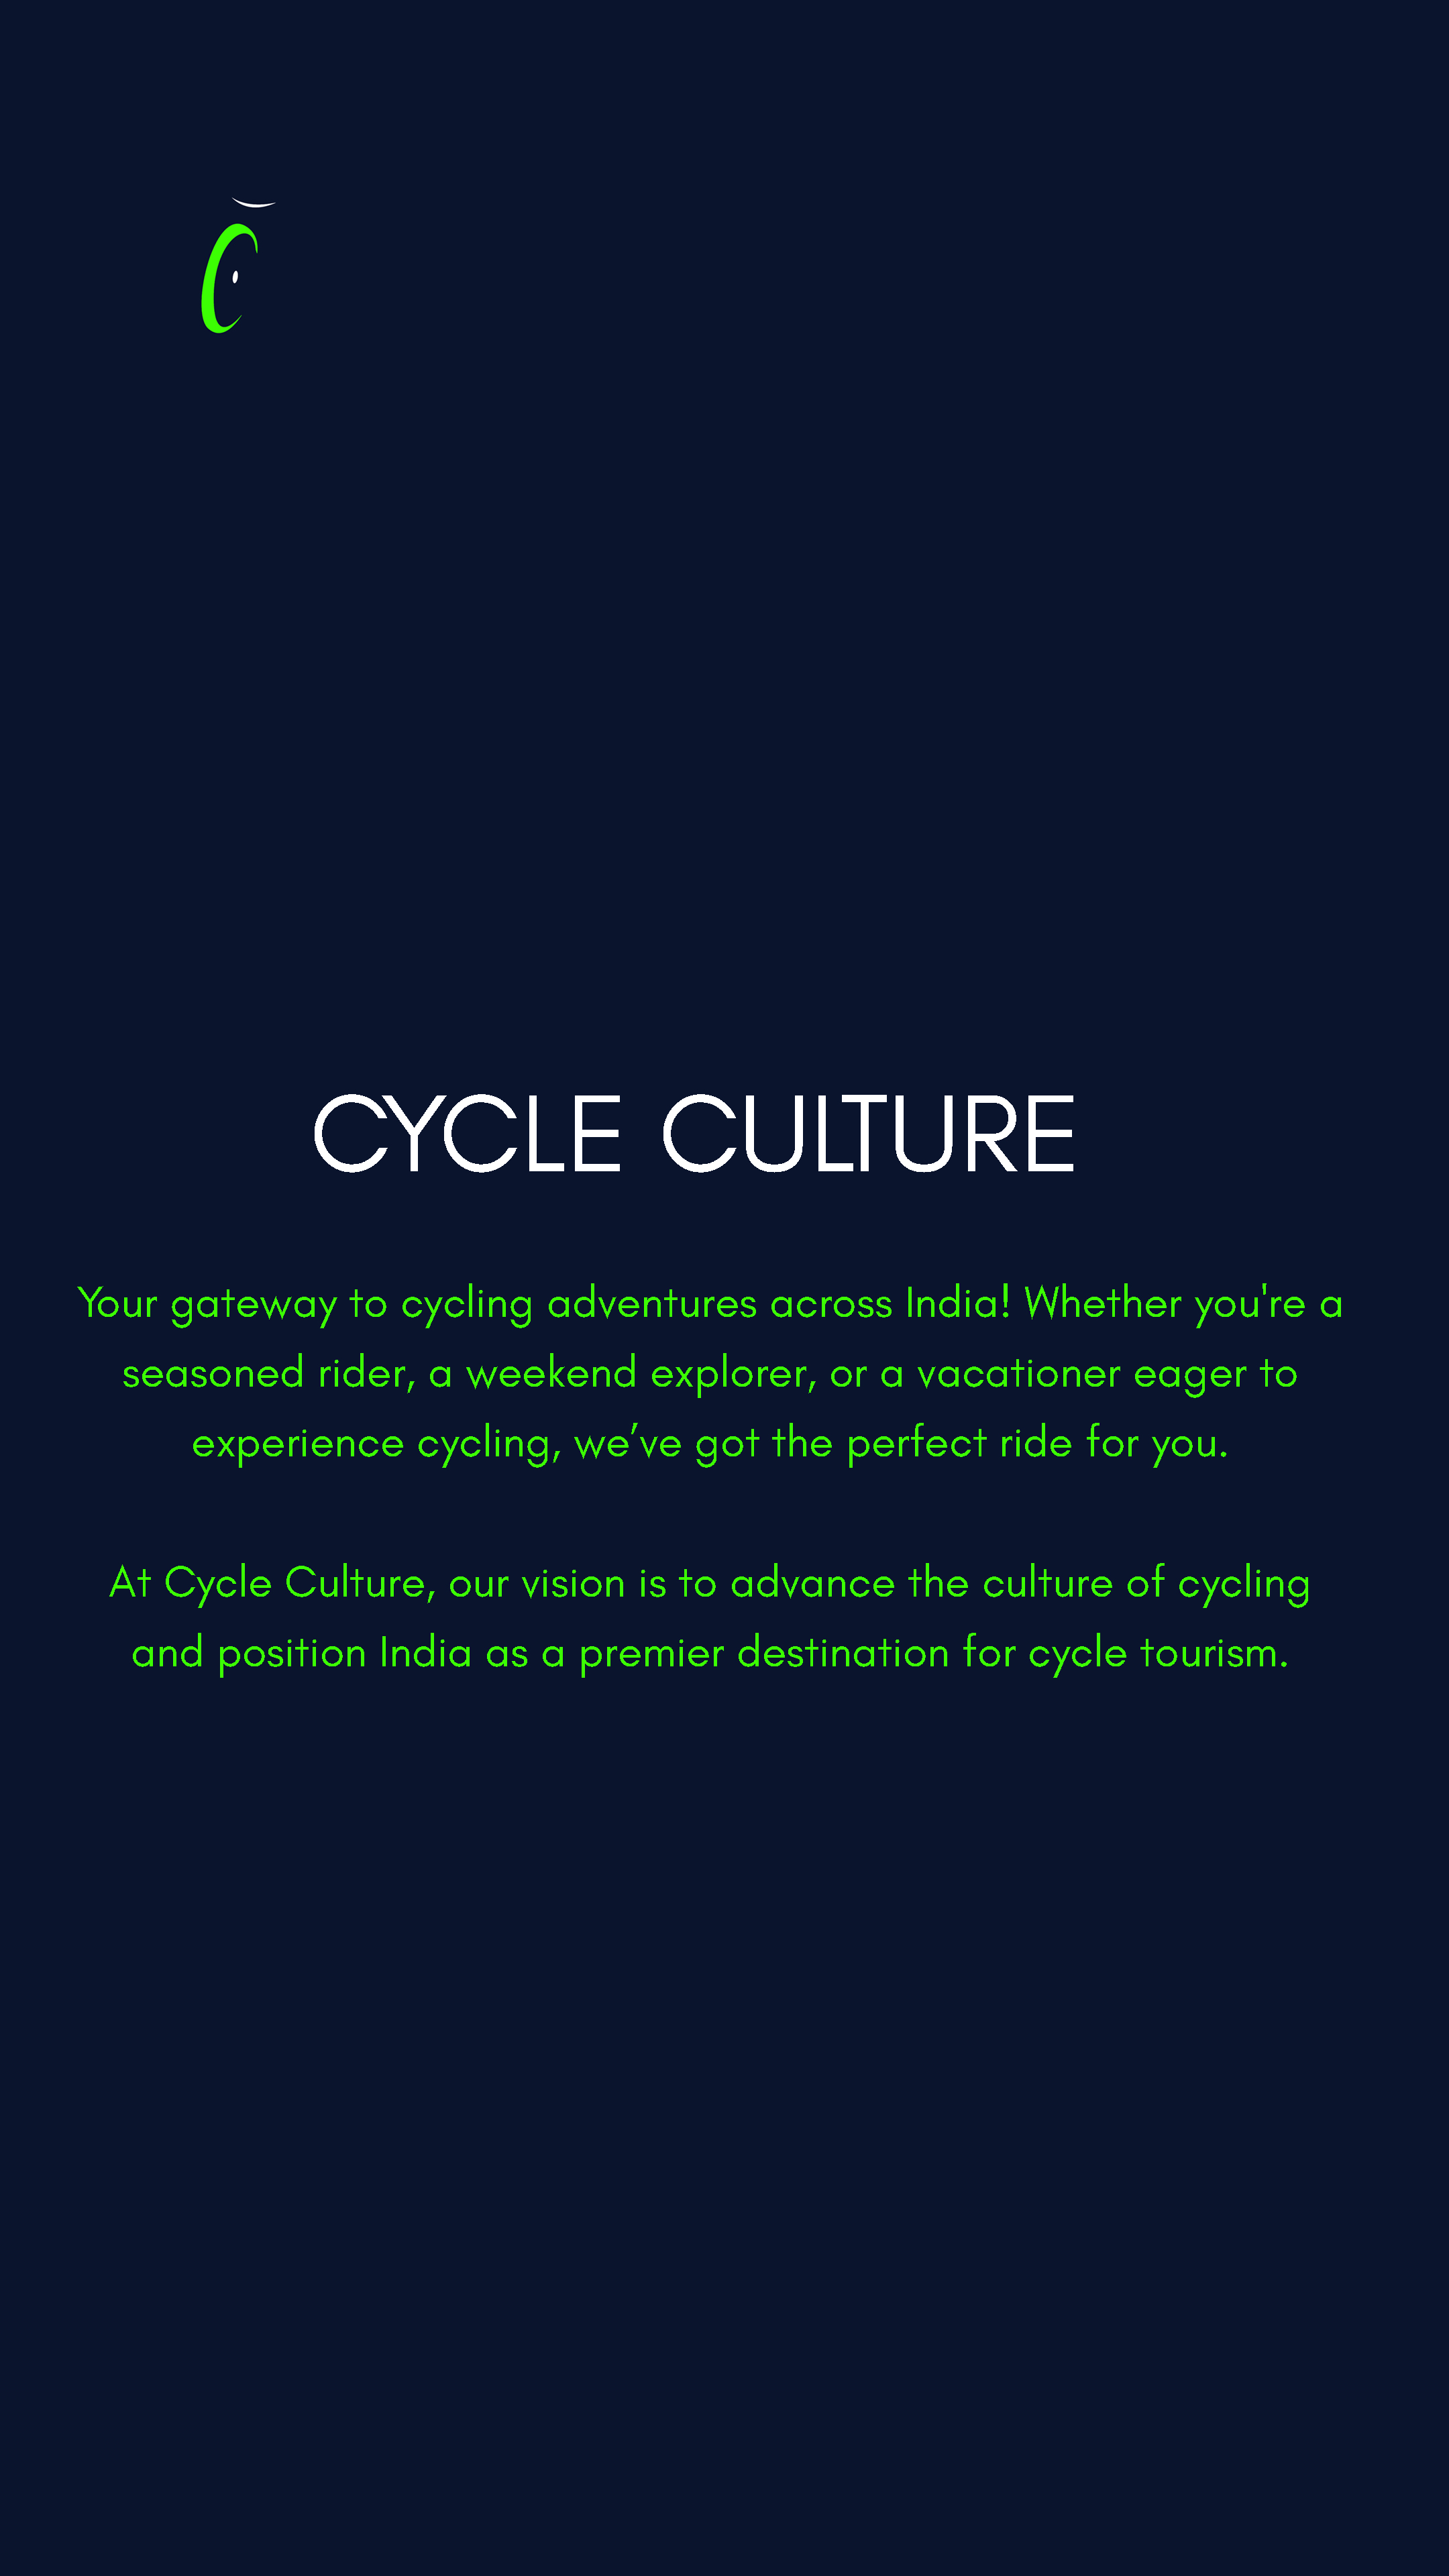 C
CYCLE CULTURE
Your gateway to cycling adventures across India! Whether you're a
seasoned rider, a weekend explorer, or a vacationer eager to
experience cycling, we’ve got the perfect ride for you.
At Cycle Culture, our vision is to advance the culture of cycling
and position India as a premier destination for cycle tourism.